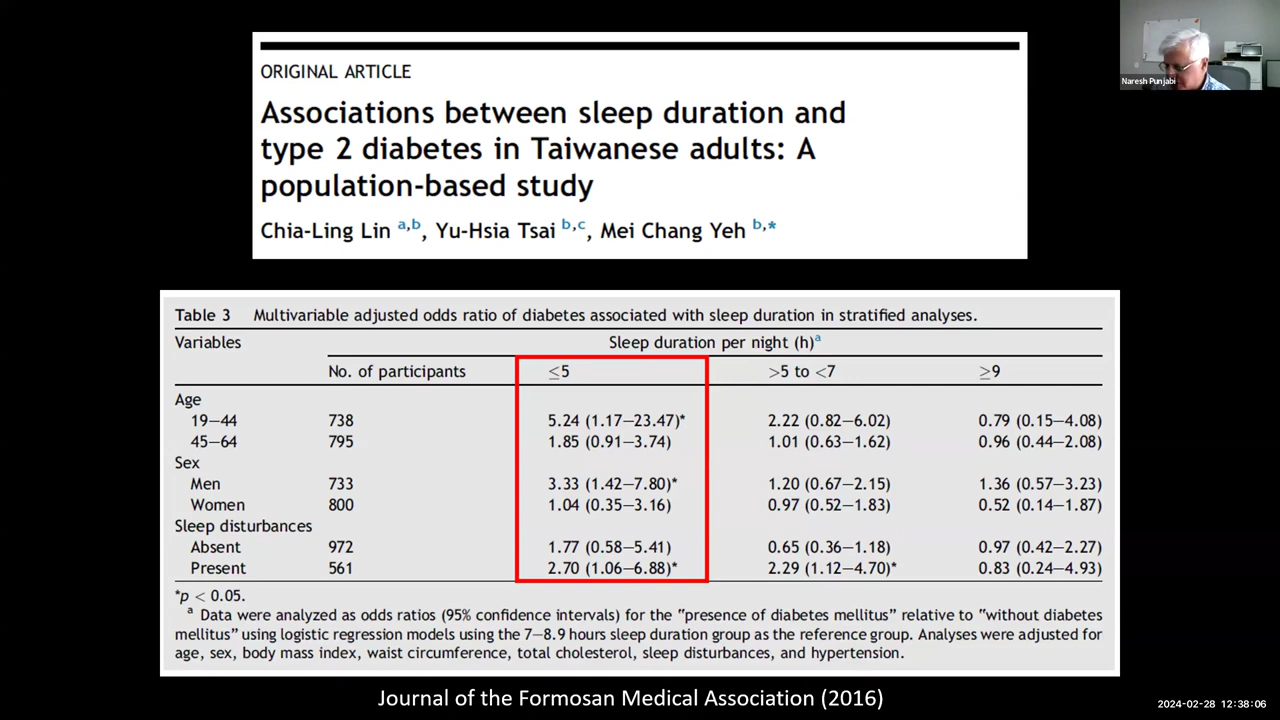 Naresh Punjabi
ORIGINAL ARTICLE
Associations between sleep duration and
type 2 diabetes in Taiwanese adults: A
population-based study
Chia-Ling Lin a,b, Yu-Hsia Tsai b,c, Mei Chang Yeh b,*
Table 3 Multivariable adjusted odds ratio of diabetes associated with sleep duration in stratified analyses.
Variables Sleep duration per night (h)a
No. of participants ≤5 >5 to <7 ≥9
Age
19–44 738 5.24 (1.17–23.47)* 2.22 (0.82–6.02) 0.79 (0.15–4.08)
45–64 795 1.85 (0.91–3.74) 1.01 (0.63–1.62) 0.96 (0.44–2.08)
Sex
Men 733 3.33 (1.42–7.80)* 1.20 (0.67–2.15) 1.36 (0.57–3.23)
Women 800 1.04 (0.35–3.16) 0.97 (0.52–1.83) 0.52 (0.14–1.87)
Sleep disturbances
Absent 972 1.77 (0.58–5.41) 0.65 (0.36–1.18) 0.97 (0.42–2.27)
Present 561 2.70 (1.06–6.88)* 2.29 (1.12–4.70)* 0.83 (0.24–4.93)
*p < 0.05.
a Data were analyzed as odds ratios (95% confidence intervals) for the “presence of diabetes mellitus” relative to “without diabetes
mellitus” using logistic regression models using the 7–8.9 hours sleep duration group as the reference group. Analyses were adjusted for
age, sex, body mass index, waist circumference, total cholesterol, sleep disturbances, and hypertension.
Journal of the Formosan Medical Association (2016)
2024-02-28 12:38:06